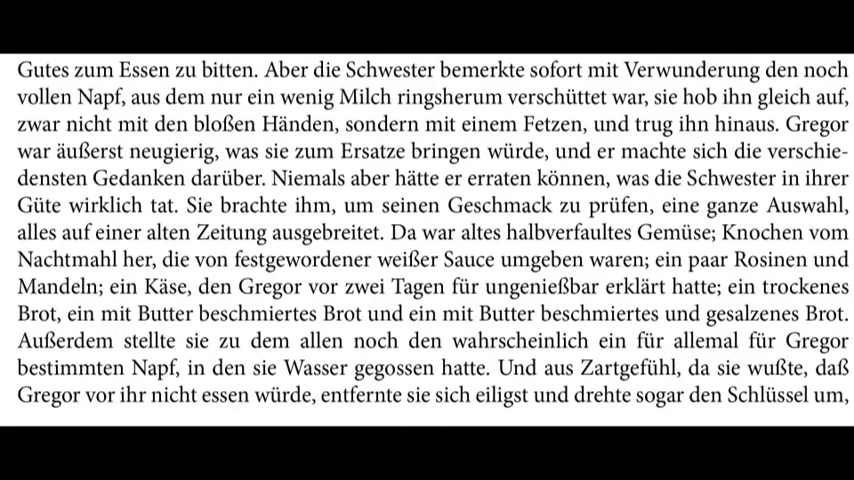 Gutes zum Essen zu bitten. Aber die Schwester bemerkte sofort mit Verwunderung den noch
vollen Napf, aus dem nur ein wenig Milch ringsherum verschüttet war, sie hob ihn gleich auf,
zwar nicht mit den bloßen Händen, sondern mit einem Fetzen, und trug ihn hinaus. Gregor
war äußerst neugierig, was sie zum Ersatze bringen würde, und er machte sich die verschie-
densten Gedanken darüber. Niemals aber hätte er erraten können, was die Schwester in ihrer
Güte wirklich tat. Sie brachte ihm, um seinen Geschmack zu prüfen, eine ganze Auswahl,
alles auf einer alten Zeitung ausgebreitet. Da war altes halbverfaultes Gemüse; Knochen vom
Nachtmahl her, die von festgewordener weißer Sauce umgeben waren; ein paar Rosinen und
Mandeln; ein Käse, den Gregor vor zwei Tagen für ungenießbar erklärt hatte; ein trockenes
Brot, ein mit Butter beschmiertes Brot und ein mit Butter beschmiertes und gesalzenes Brot.
Außerdem stellte sie zu dem allen noch den wahrscheinlich ein für allemal für Gregor
bestimmten Napf, in den sie Wasser gegossen hatte. Und aus Zartgefühl, da sie wußte, daß
Gregor vor ihr nicht essen würde, entfernte sie sich eiligst und drehte sogar den Schlüssel um,